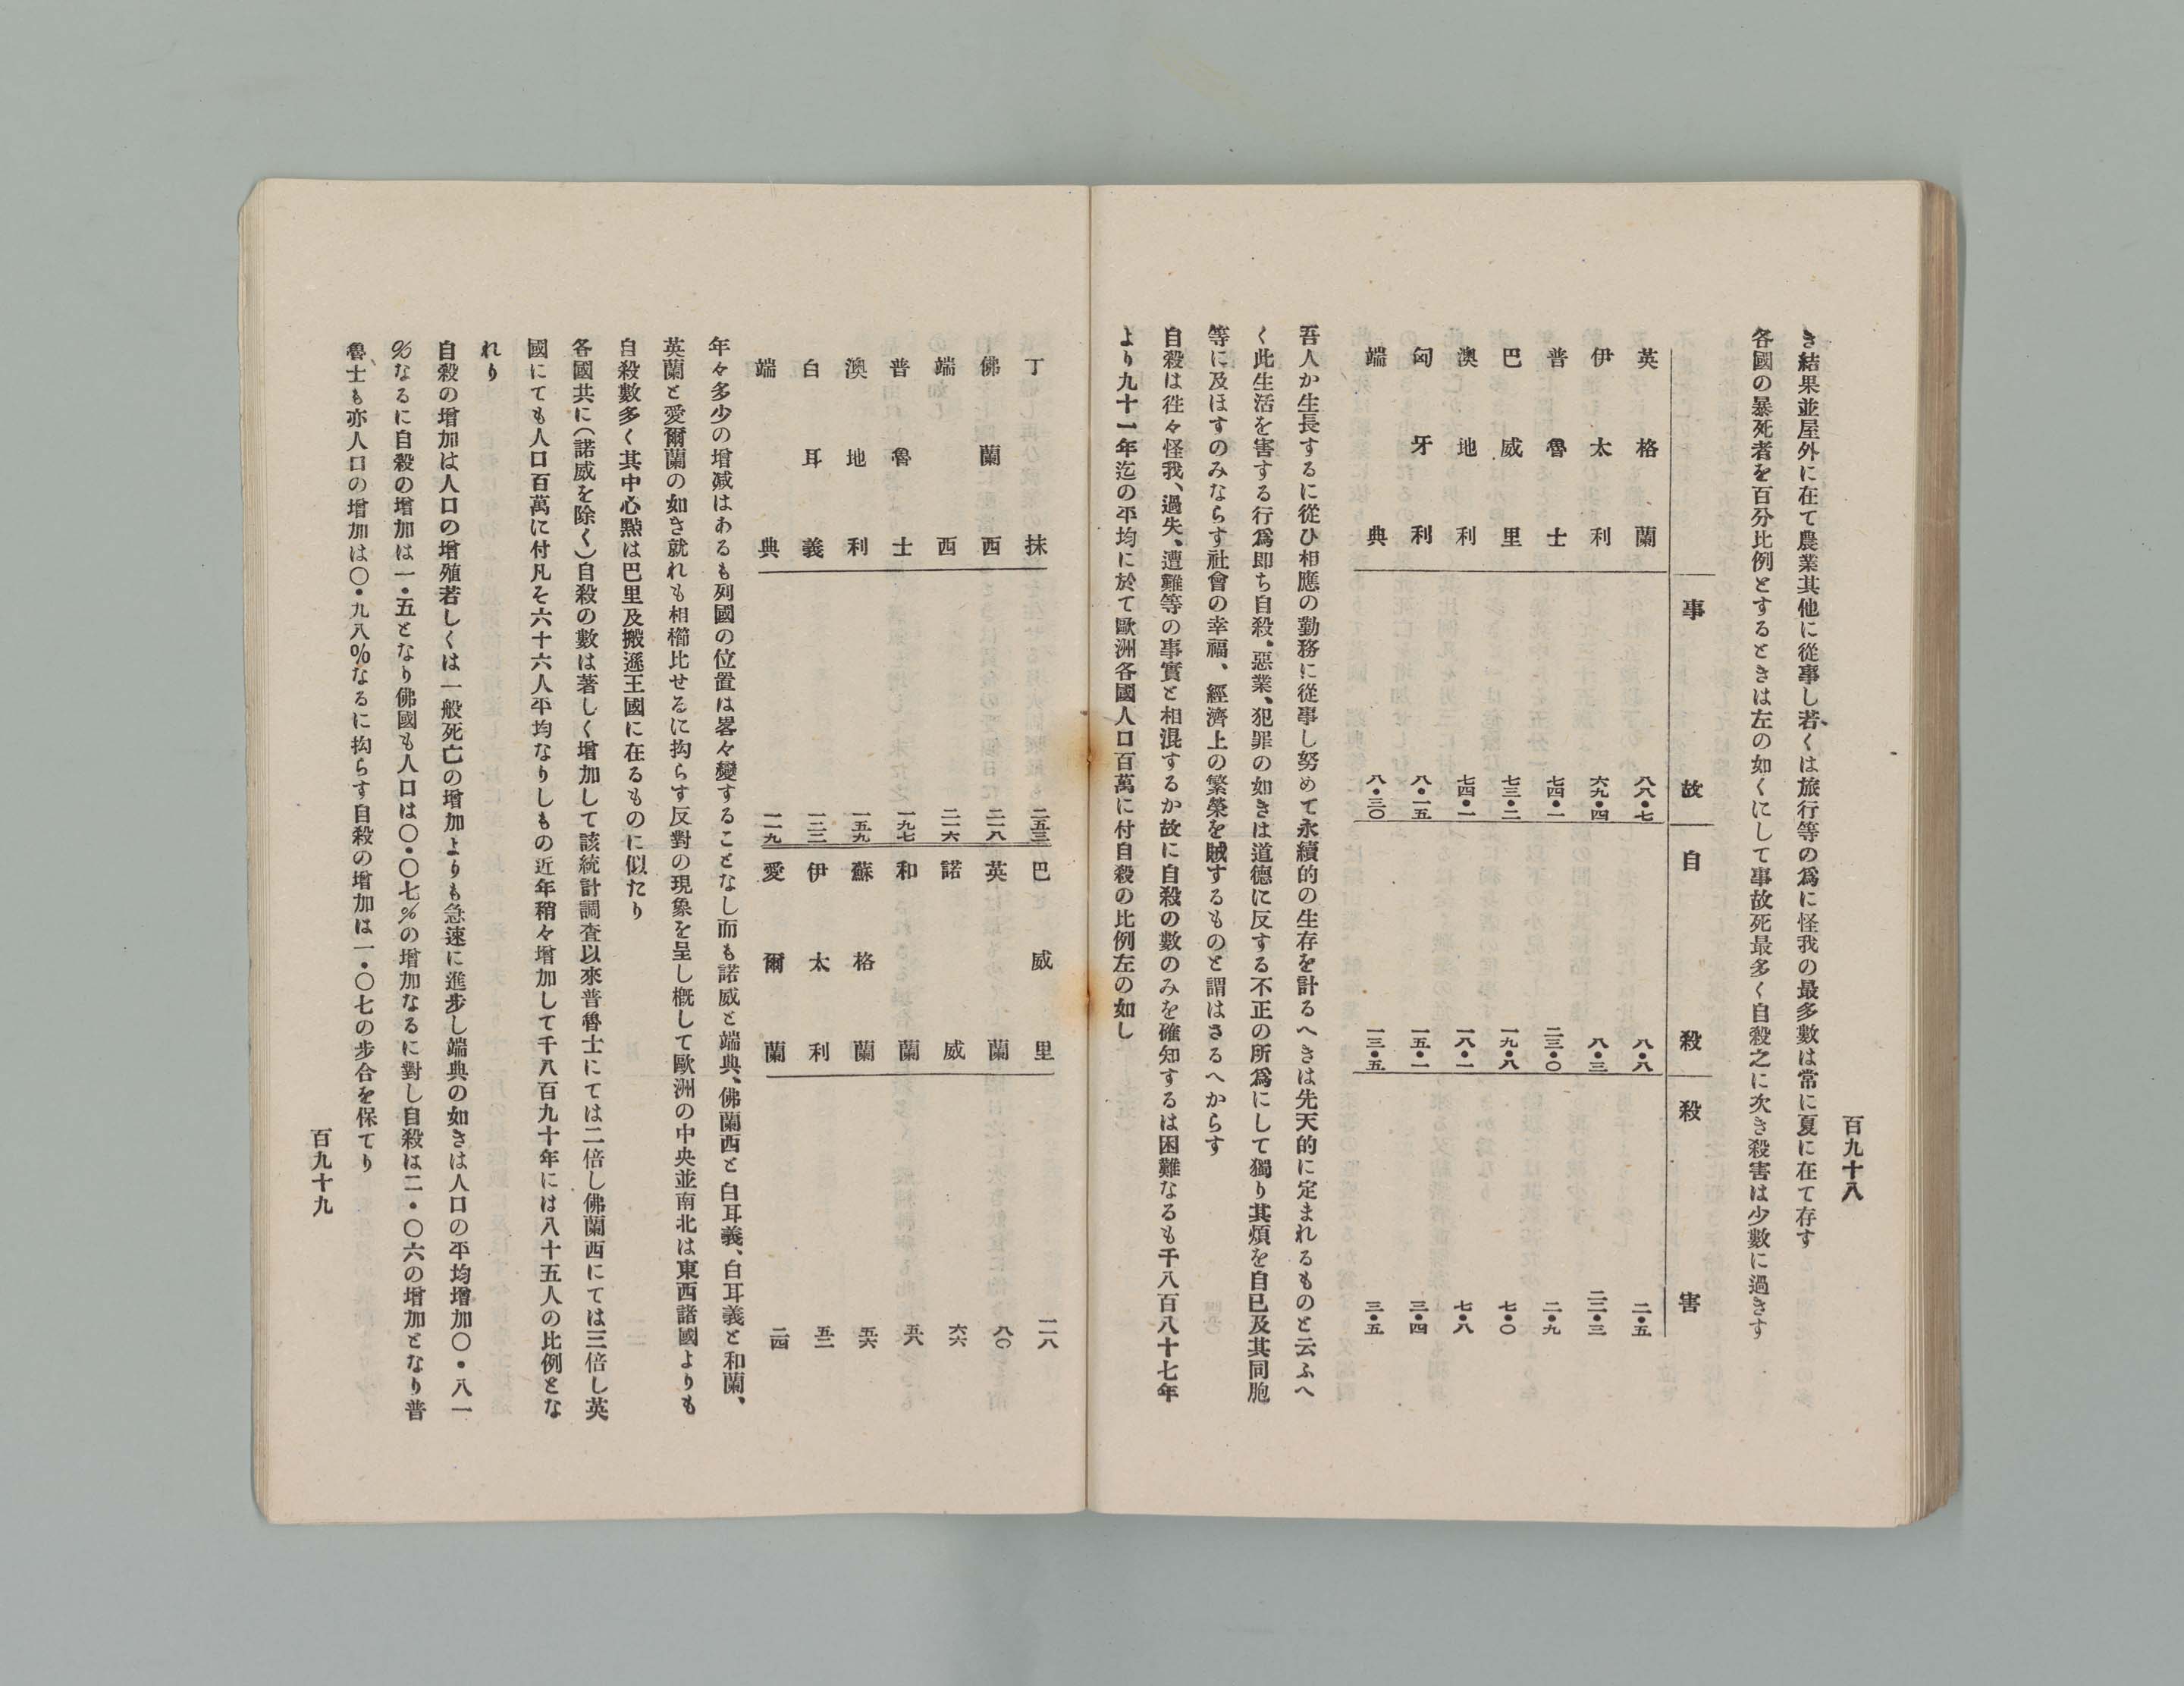 百九十八
き結果並屋外に在て農業其他に從事し若くは旅行等の爲に怪我の最多數は常に夏に在て存す
各國の暴死者を百分比例とするときは左の如くにして事故死最多く自殺之に次き殺害は少數に過きす
事故 自殺 殺害
英格蘭 八八・七 八・八 二・五
伊太利 六九・四 八・三 二二・三
普魯士 七四・一 二三・〇 二・九
巴威里 七三・二 一九・八 七・〇
澳地利 七四・一 一八・一 七・八
匈牙利 八・一五 一五・一 三・四
端典 八・三〇 一三・五 三・五
吾人か生長するに從ひ相應の勤務に從事し努めて永續的の生存を計るへきは先天的に定まれるものと云ふへ
く此生活を害する行爲即ち自殺、惡業、犯罪の如きは道德に反する不正の所爲にして獨り其煩を自已及其同胞
等に及ほすのみならす社會の幸福、經濟上の繁榮を賊するものと謂はさるへからす
自殺は徃々怪我、過失、遭難等の事實と相混するか故に自殺の數のみを確知するは困難なるも千八百八十七年
より九十一年迄の平均に於て歐洲各國人口百萬に付自殺の比例左の如し
丁抹 二五三 巴威里 一一八
佛蘭西 二一八 英蘭 八〇
端西 二一六 諾威 六六
普魯士 一九七 和蘭 五八
澳地利 一五九 蘇格蘭 五六
白耳義 一二二 伊太利 五二
端典 一一九 愛爾蘭 二四
年々多少の增減はあるも列國の位置は畧々變することなし而も諾威と端典、佛蘭西と白耳義、白耳義と和蘭、
英蘭と愛爾蘭の如き就れも相櫛比せるに拘らす反對の現象を呈し概して歐洲の中央並南北は東西諸國よりも
自殺數多く其中心點は巴里及搬遜王國に在るものに似たり
各國共に(諾威を除く)自殺の數は著しく增加して該統計調査以來普魯士にては二倍し佛蘭西にては三倍し英
國にても人口百萬に付凡そ六十六人平均なりしもの近年稍々增加して千八百九十年には八十五人の比例とな
れり
自殺の增加は人口の增殖若しくは一般死亡の增加よりも急速に進步し端典の如きは人口の平均增加〇・八一
%なるに自殺の增加は一・五となり佛國も人口は〇・〇七%の增加なるに對し自殺は二・〇六の增加となり普
魯士も亦人口の增加は〇・九八%なるに拘らす自殺の增加は一・〇七の步合を保てり
百九十九